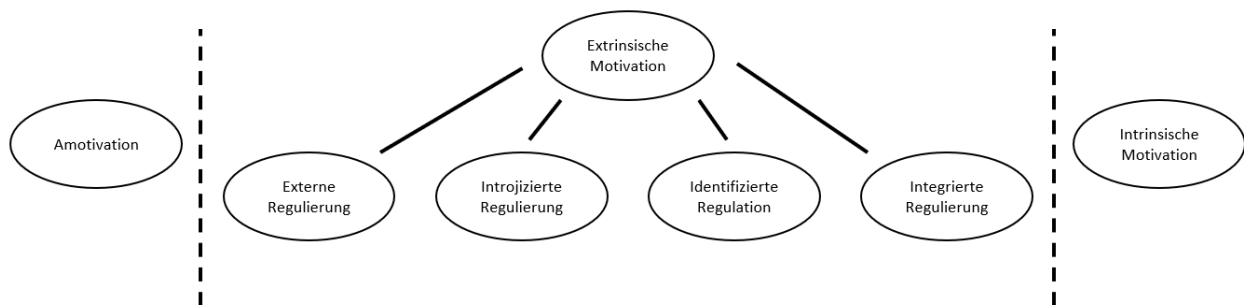 Extrinsische
Motivation
Amotivation
Intrinsische
Motivation
Externe
Regulierung
Introjizierte
Regulierung
Identifizierte
Regulation
Integrierte
Regulierung